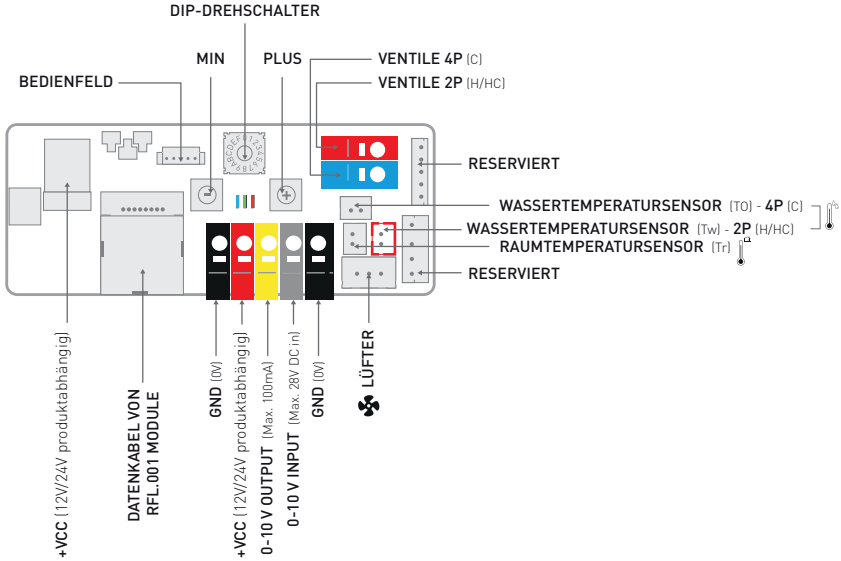 DIP-DREHSCHALTER
MIN
PLUS
VENTILE 4P (C)
VENTILE 2P (H/HC)
BEDIENFELD
RESERVIERT
WASSERTEMPERATURSENSOR (T0) - 4P (C)
WASSERTEMPERATURSENSOR (Tw) - 2P (H/HC)
RAUMTEMPERATURSENSOR (Tr)
RESERVIERT
+VCC (12V/24V produktabhängig)
DATENKABEL VON
RFL.001 MODULE
GND (0V)
+VCC (12V/24V produktabhängig)
0-10 V OUTPUT (Max. 100mA)
0-10 V INPUT (Max. 28V DC in)
GND (0V)
LÜFTER